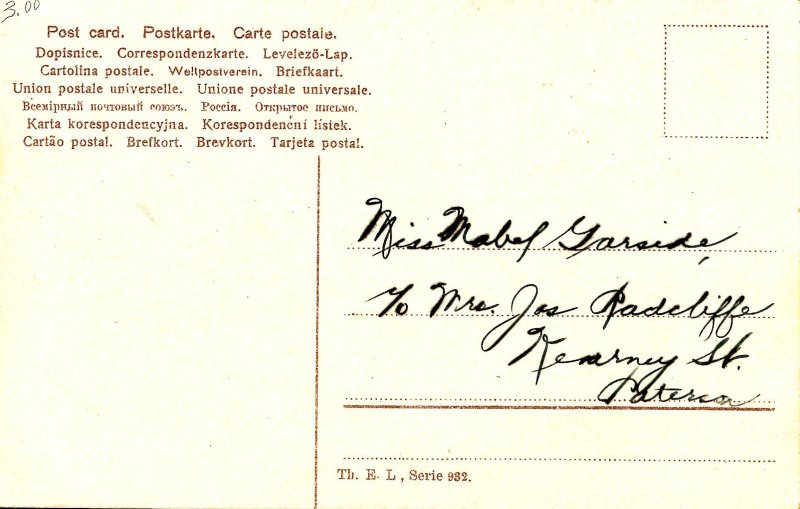 3.00
Post card. Postkarte. Carte postale.
Dopisnice. Correspondenzkarte. Levelező-Lap.
Cartolina postale. Weltpostverein. Briefkaart.
Union postale universelle. Unione postale universale.
Всемірный почтовый союзъ. Россія. Открытое письмо.
Karta korespondencyjna. Korespondenční lístek.
Cartão postal. Brefkort. Brevkort. Tarjeta postal.
Miss Mabel Garside,
c/o Mrs. Jas Radcliffe
Kearney St.
Paterson
Th. E. L, Serie 932.